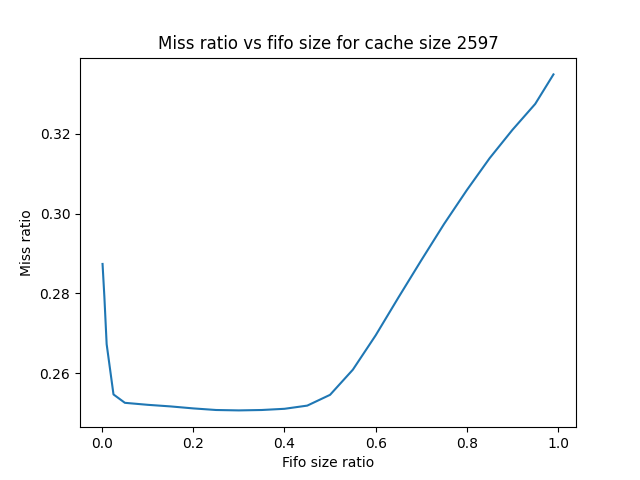 Miss ratio vs fifo size for cache size 2597
Miss ratio
0.32
0.30
0.28
0.26
0.0 0.2 0.4 0.6 0.8 1.0
Fifo size ratio